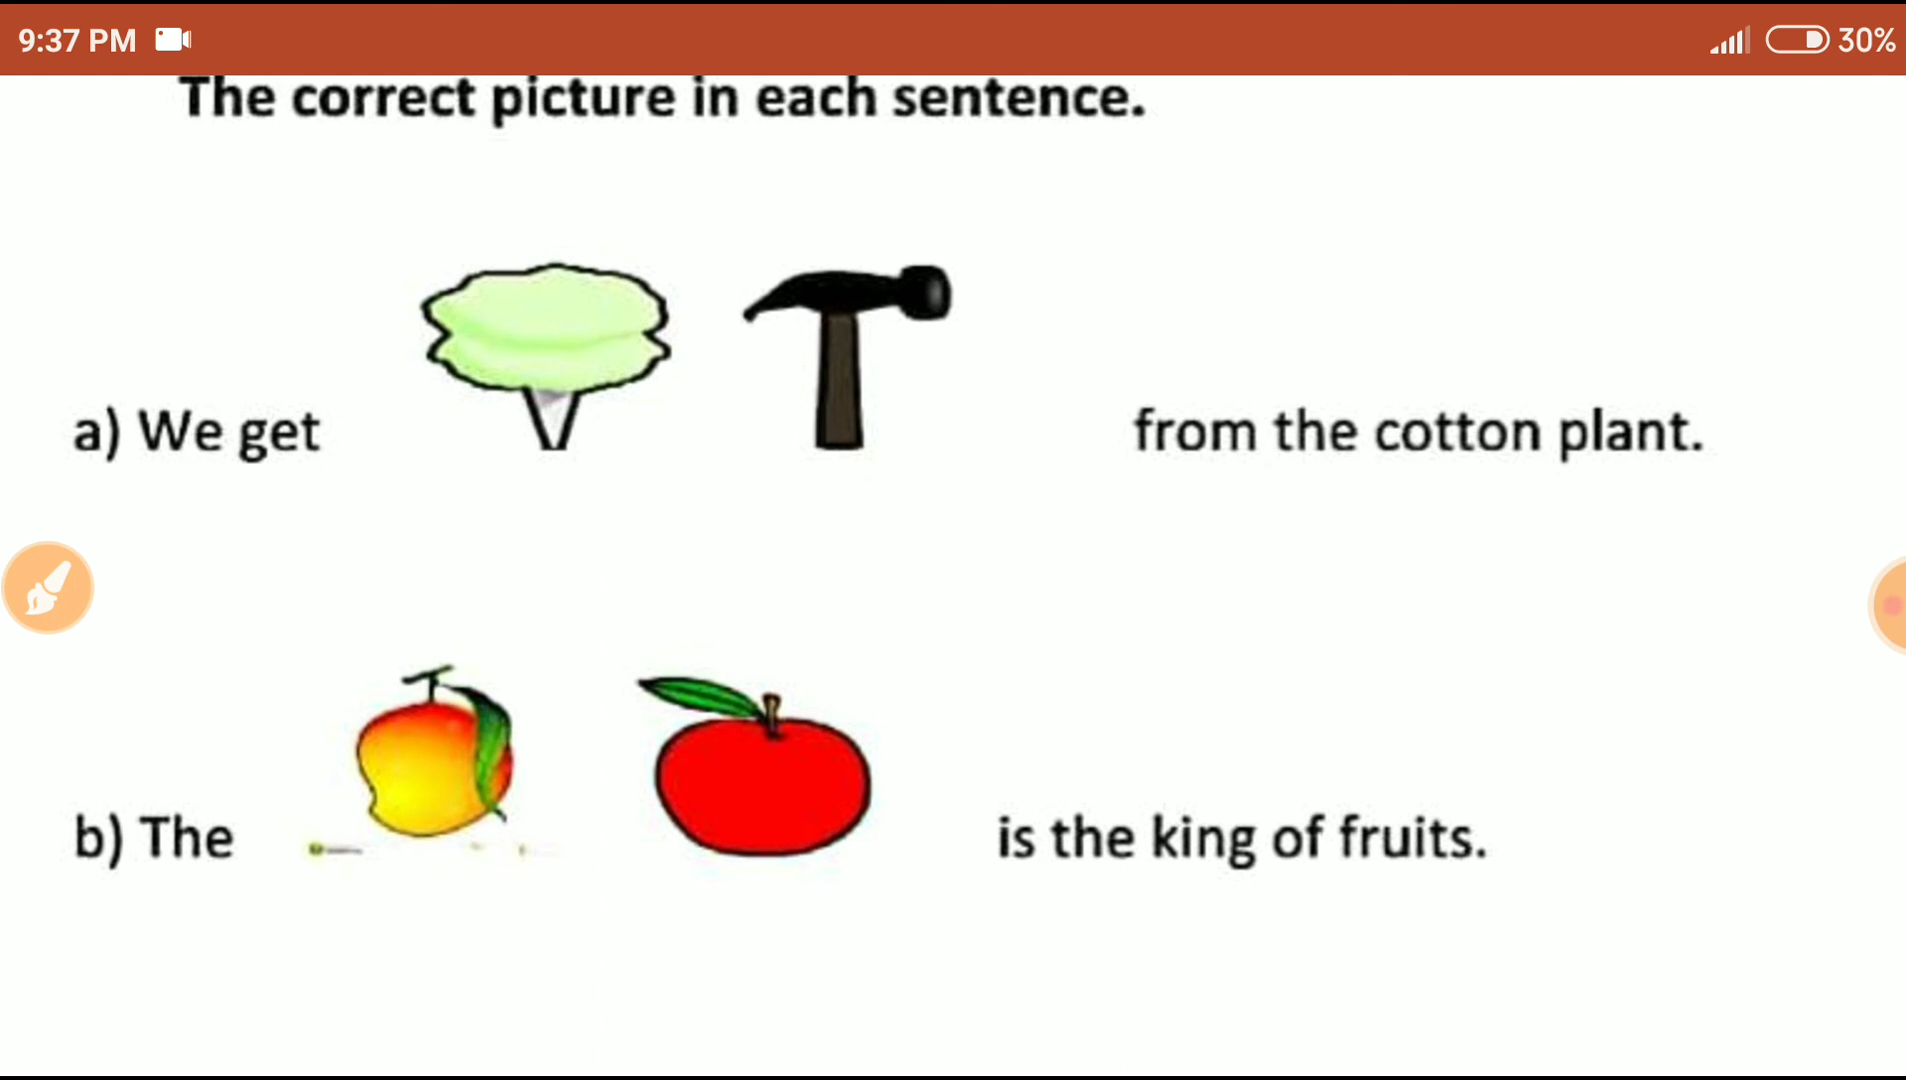 9:37 PM 30%
The correct picture in each sentence.
a) We get from the cotton plant.
b) The is the king of fruits.